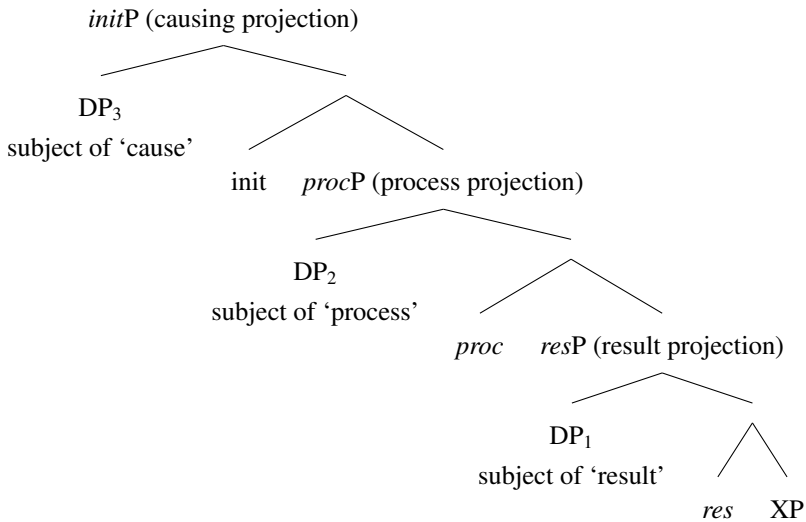 initP (causing projection)
DP3
subject of ‘cause’
init procP (process projection)
DP2
subject of ‘process’
proc resP (result projection)
DP1
subject of ‘result’
res XP